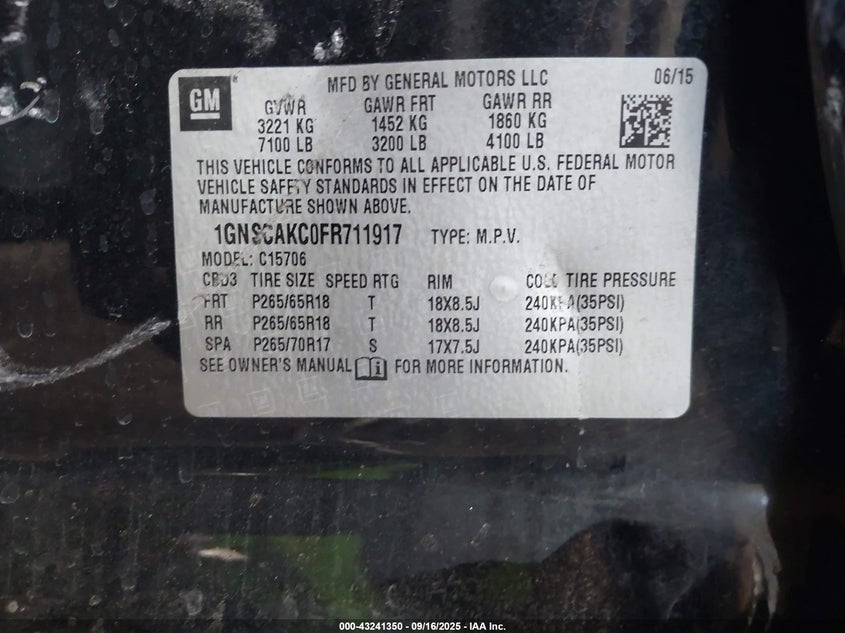 GM
MFD BY GENERAL MOTORS LLC 06/15
GVWR GAWR FRT GAWR RR
3221 KG 1452 KG 1860 KG
7100 LB 3200 LB 4100 LB
THIS VEHICLE CONFORMS TO ALL APPLICABLE U.S. FEDERAL MOTOR
VEHICLE SAFETY STANDARDS IN EFFECT ON THE DATE OF
MANUFACTURE SHOWN ABOVE.
1GNSCAKC0FR711917 TYPE: M.P.V.
MODEL: C15706
TIRE SIZE SPEED RTG RIM COLD TIRE PRESSURE
FRT P265/65R18 T 18X8.5J 240KPA(35PSI)
RR P265/65R18 T 18X8.5J 240KPA(35PSI)
SPA P265/70R17 S 17X7.5J 240KPA(35PSI)
SEE OWNER'S MANUAL FOR MORE INFORMATION.
000-43241350 - 09/16/2025 - IAA Inc.